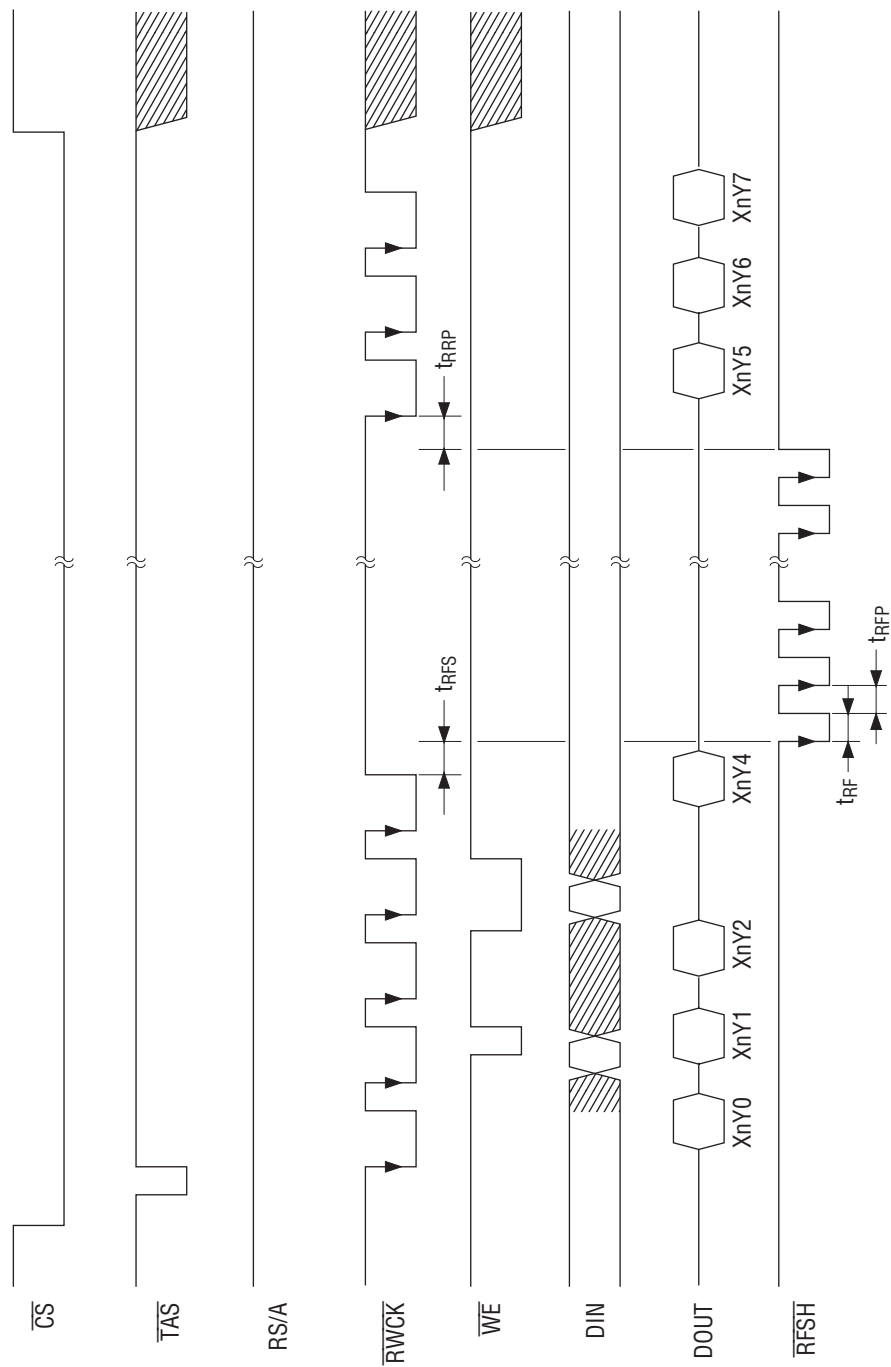 CS
TAS
RS/A
RWCK
tRFS
tRRP
WE
DIN
DOUT
XnY0
XnY1
XnY2
XnY4
XnY5
XnY6
XnY7
RFSH
tRF
tRFP